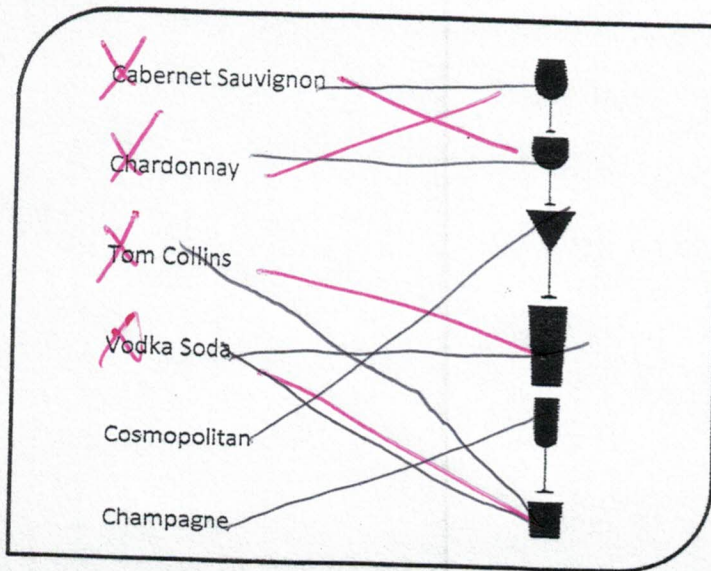 Cabernet Sauvignon
Chardonnay
Tom Collins
Vodka Soda
Cosmopolitan
Champagne